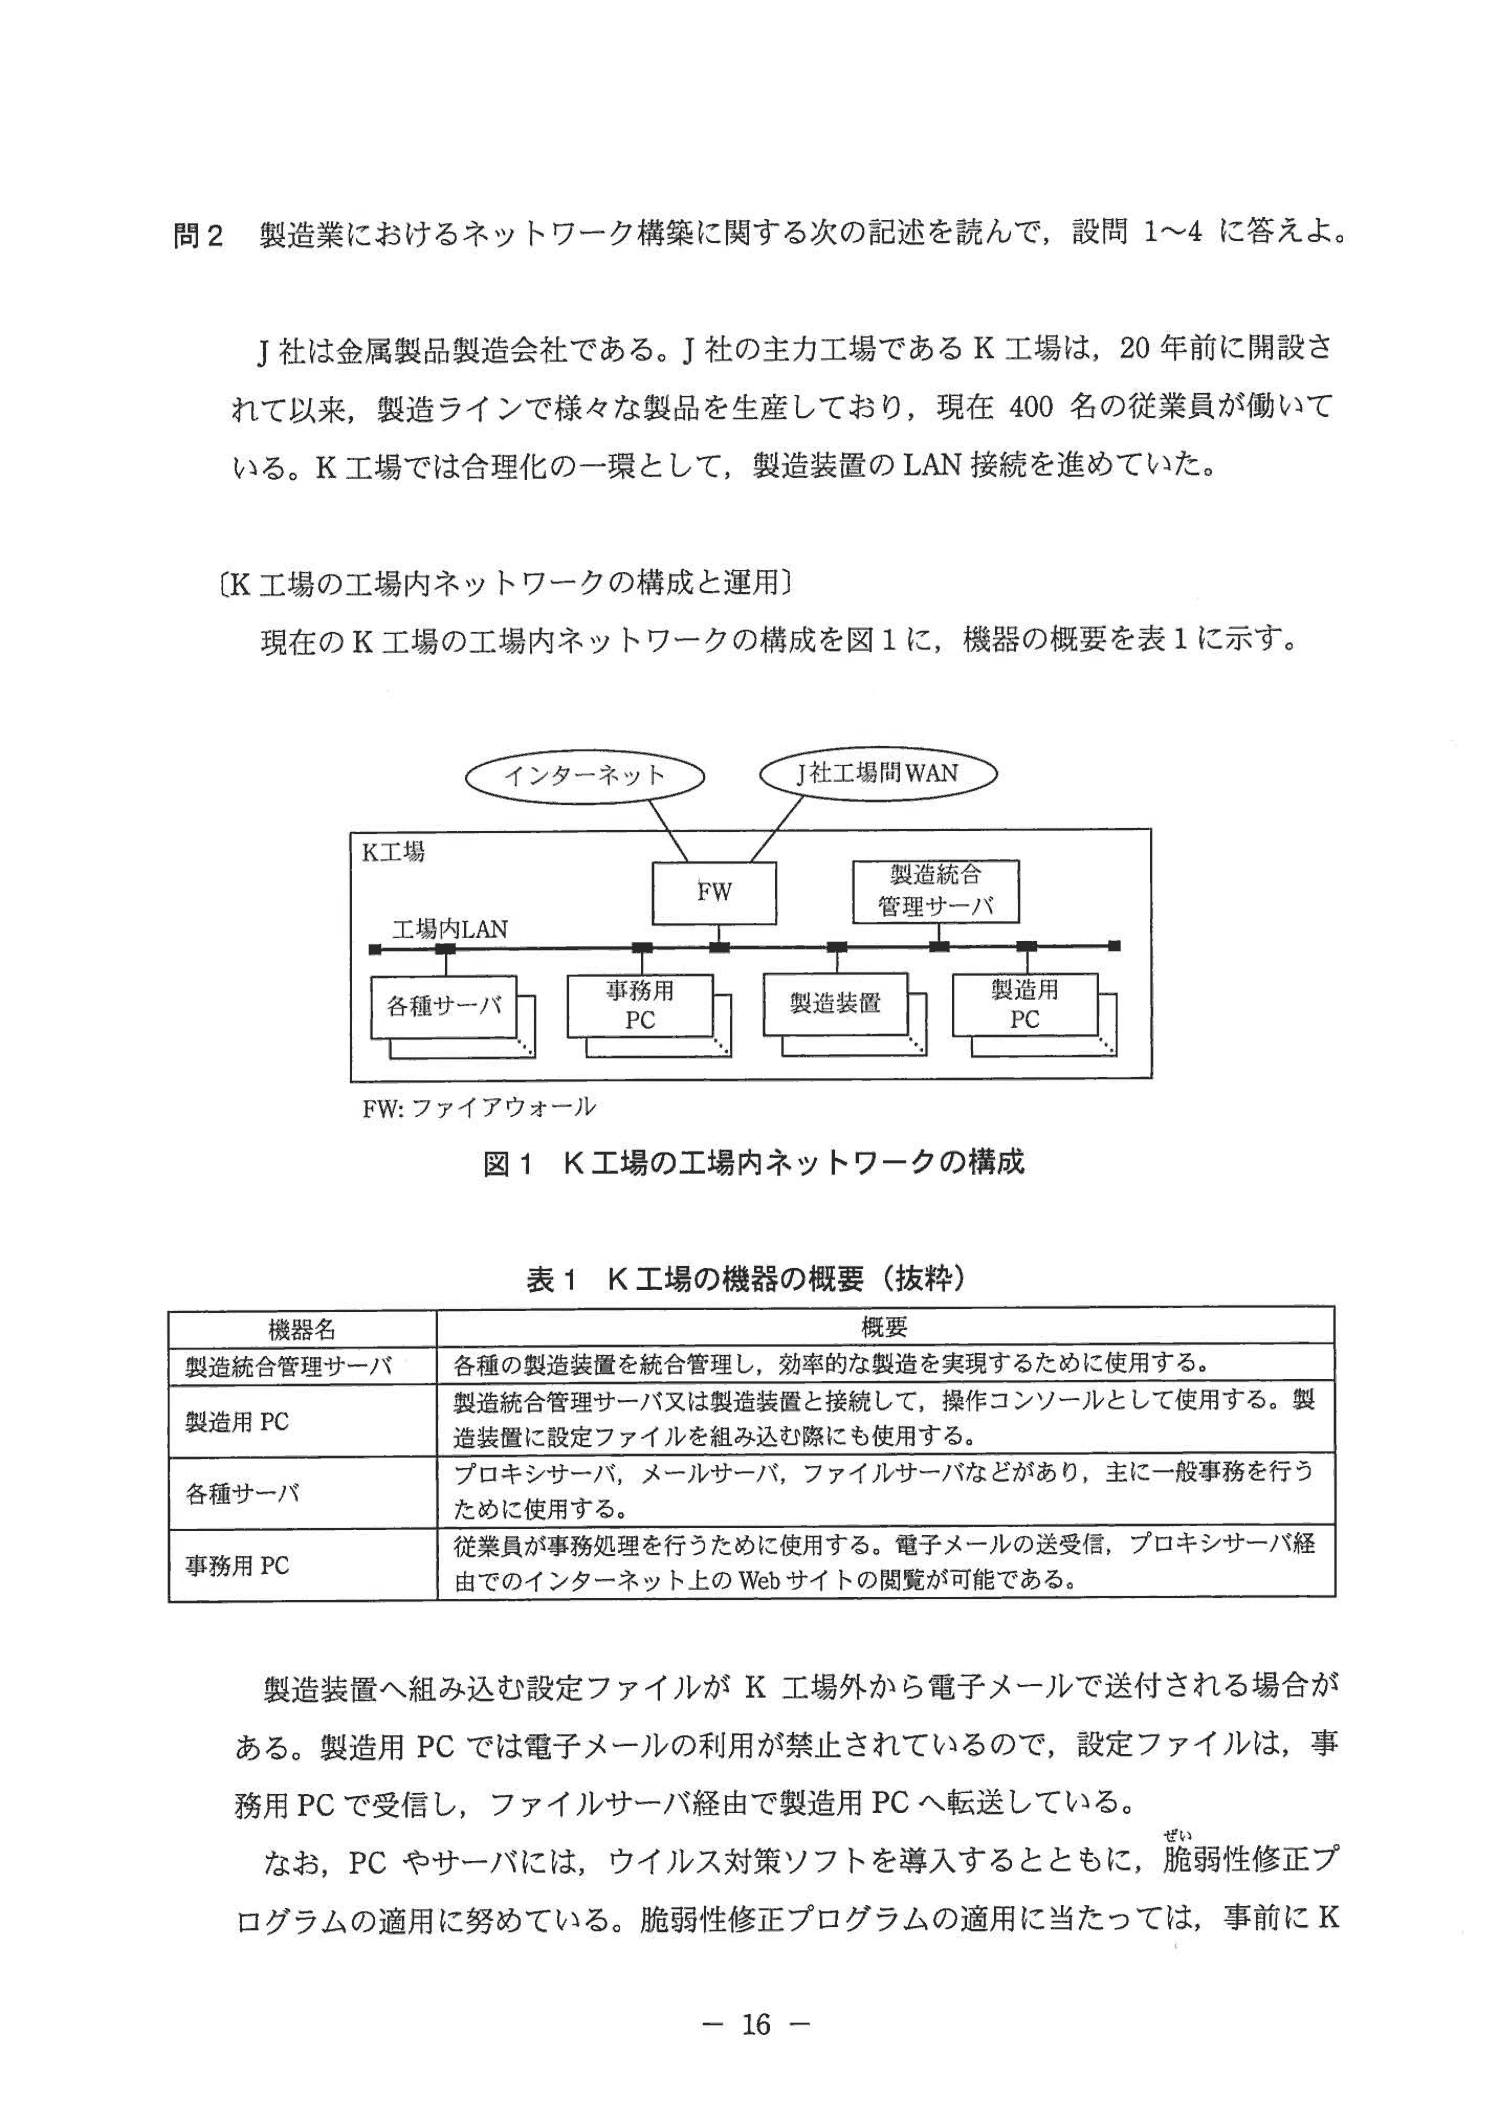 問2 製造業におけるネットワーク構築に関する次の記述を読んで，設問 1～4 に答えよ。
J 社は金属製品製造会社である。J 社の主力工場である K 工場は，20 年前に開設さ
れて以来，製造ラインで様々な製品を生産しており，現在 400 名の従業員が働いて
いる。K 工場では合理化の一環として，製造装置の LAN 接続を進めていた。
〔K 工場の工場内ネットワークの構成と運用〕
現在の K 工場の工場内ネットワークの構成を図 1 に，機器の概要を表 1 に示す。
インターネット
J社工場間WAN
K工場
FW
製造統合
管理サーバ
工場内LAN
各種サーバ
事務用
PC
製造装置
製造用
PC
FW: ファイアウォール
図 1 K 工場の工場内ネットワークの構成
表 1 K 工場の機器の概要（抜粋）
機器名 概要
製造統合管理サーバ 各種の製造装置を統合管理し，効率的な製造を実現するために使用する。
製造用 PC 製造統合管理サーバ又は製造装置と接続して，操作コンソールとして使用する。製
造装置に設定ファイルを組み込む際にも使用する。
各種サーバ プロキシサーバ，メールサーバ，ファイルサーバなどがあり，主に一般事務を行う
ために使用する。
事務用 PC 従業員が事務処理を行うために使用する。電子メールの送受信，プロキシサーバ経
由でのインターネット上の Web サイトの閲覧が可能である。
製造装置へ組み込む設定ファイルが K 工場外から電子メールで送付される場合が
ある。製造用 PC では電子メールの利用が禁止されているので，設定ファイルは，事
務用 PC で受信し，ファイルサーバ経由で製造用 PC へ転送している。
ぜい
なお，PC やサーバには，ウイルス対策ソフトを導入するとともに，脆弱性修正プ
ログラムの適用に努めている。脆弱性修正プログラムの適用に当たっては，事前に K
－ 16 －